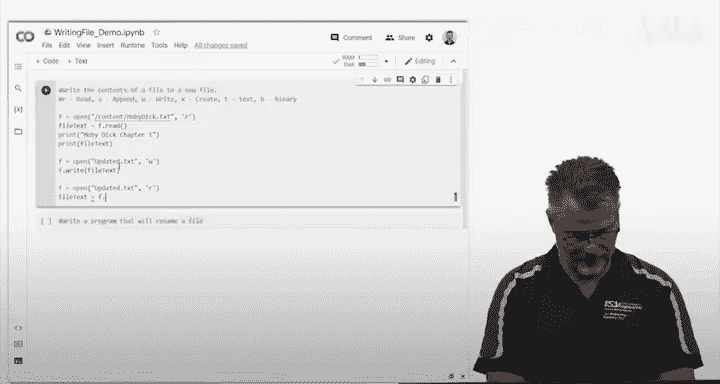 WritingFile_Demo.ipynb
File Edit View Insert Runtime Tools Help All changes saved
Comment Share
+ Code + Text
RAM
Disk
Editing
#Write the contents of a file to a new file.
#r - Read, a - Append, w - Write, x - Create, t - text, b - binary
f = open("/content/MobyDick.txt", 'r')
fileText = f.read()
print("Moby Dick Chapter 1")
print(fileText)
f = open("Updated.txt", 'w')
f.write(fileText)
f = open("Updated.txt", 'r')
fileText = f.
[ ] #Write a program that will rename a file